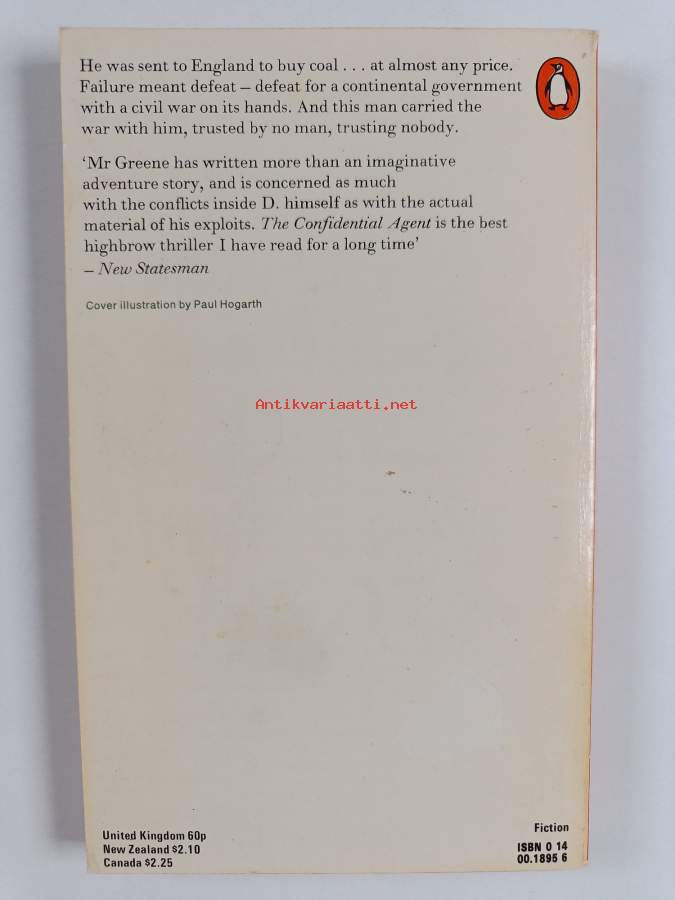 He was sent to England to buy coal . . . at almost any price.
Failure meant defeat – defeat for a continental government
with a civil war on its hands. And this man carried the
war with him, trusted by no man, trusting nobody.
‘Mr Greene has written more than an imaginative
adventure story, and is concerned as much
with the conflicts inside D. himself as with the actual
material of his exploits. The Confidential Agent is the best
highbrow thriller I have read for a long time’
– New Statesman
Cover illustration by Paul Hogarth
Antikvariaatti.net
United Kingdom 60p
New Zealand $2.10
Canada $2.25
Fiction
ISBN 0 14
00.1895 6